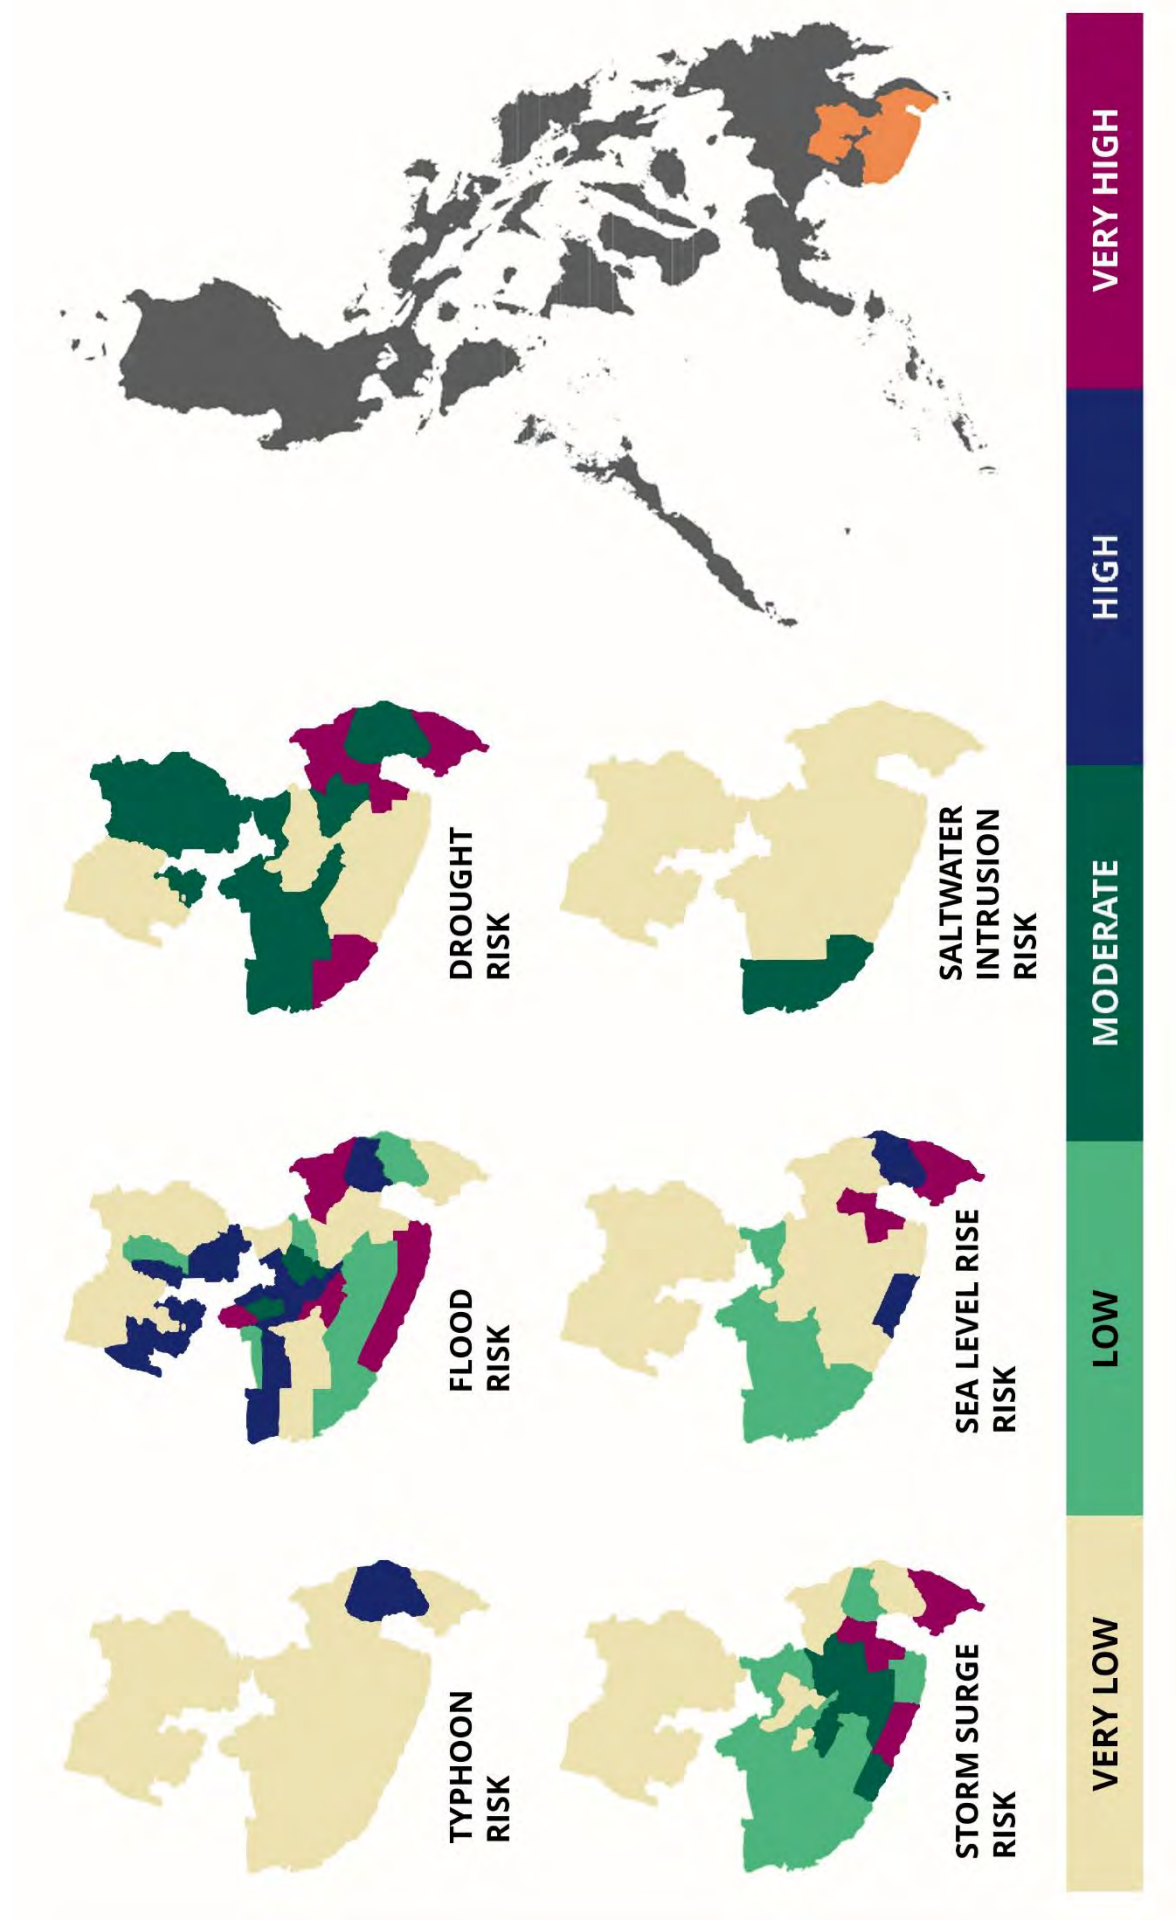 TYPHOON
RISK
FLOOD
RISK
DROUGHT
RISK
STORM SURGE
RISK
SEA LEVEL RISE
RISK
SALTWATER
INTRUSION
RISK
VERY LOW
LOW
MODERATE
HIGH
VERY HIGH